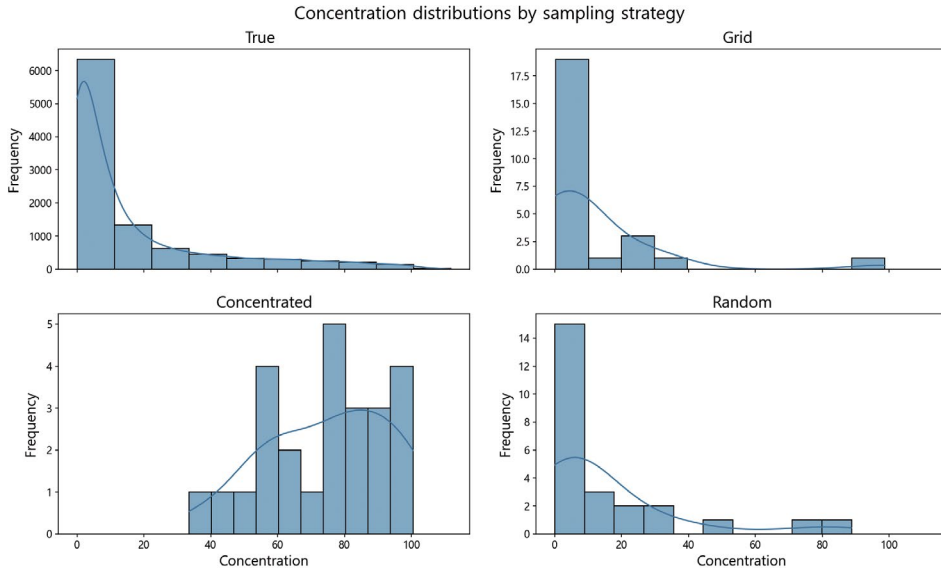 Concentration distributions by sampling strategy
True
Grid
Frequency
6000
5000
4000
3000
2000
1000
0
Frequency
17.5
15.0
12.5
10.0
7.5
5.0
2.5
0.0
Concentrated
Random
Frequency
5
4
3
2
1
0
0 20 40 60 80 100
Concentration
Frequency
14
12
10
8
6
4
2
0
0 20 40 60 80 100
Concentration